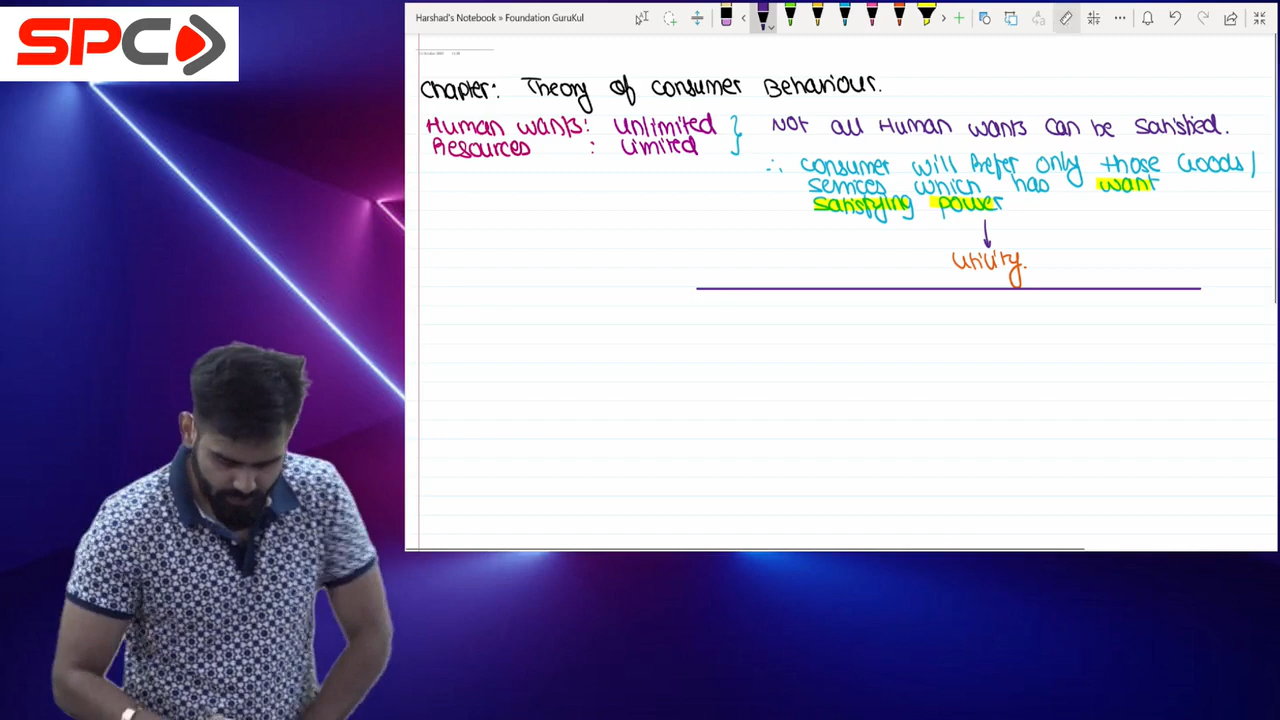 SPC
Harshad's Notebook » Foundation GuruKul
Chapter: Theory of consumer Behaviour.
Human wants: unlimited } Not all Human wants can be satisfied.
Resources : Limited
∴ consumer will Prefer only those Goods/
services which has want
satisfying power
↓
utility.